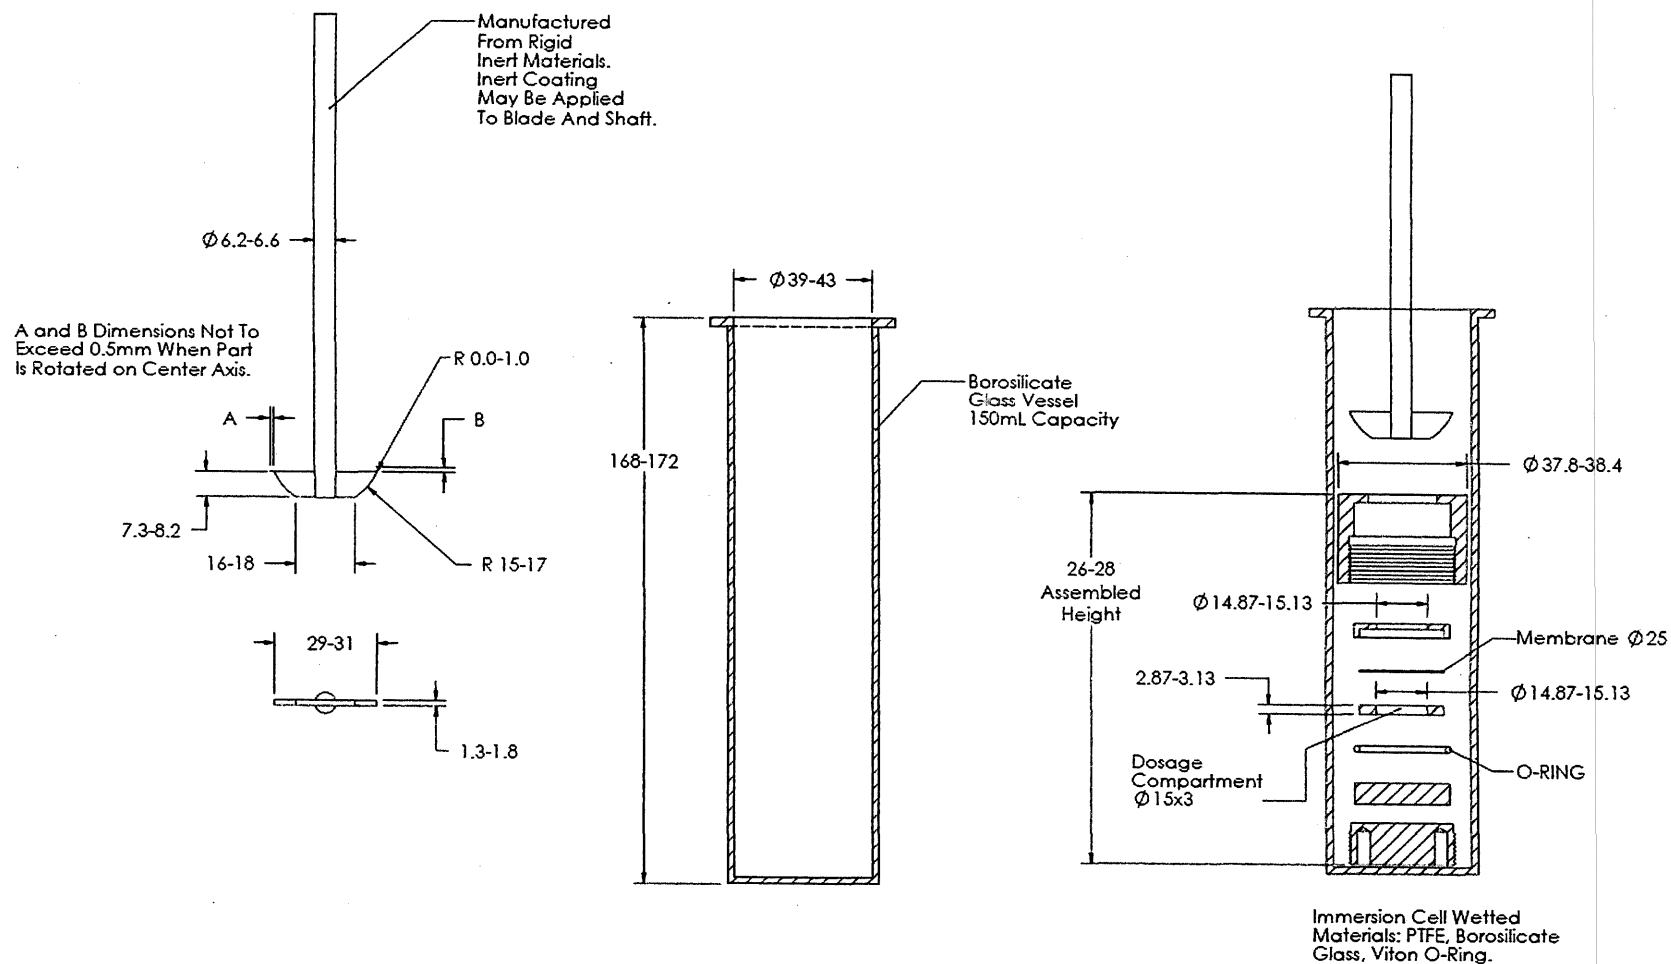 Manufactured
From Rigid
Inert Materials.
Inert Coating
May Be Applied
To Blade And Shaft.
Ø6.2-6.6
A and B Dimensions Not To
Exceed 0.5mm When Part
Is Rotated on Center Axis.
R 0.0-1.0
A
B
7.3-8.2
16-18
R 15-17
29-31
1.3-1.8
Ø39-43
168-172
Borosilicate
Glass Vessel
150mL Capacity
Ø37.8-38.4
26-28
Assembled
Height
Ø14.87-15.13
Membrane Ø25
2.87-3.13
Ø14.87-15.13
Dosage
Compartment
Ø15x3
O-RING
Immersion Cell Wetted
Materials: PTFE, Borosilicate
Glass, Viton O-Ring.